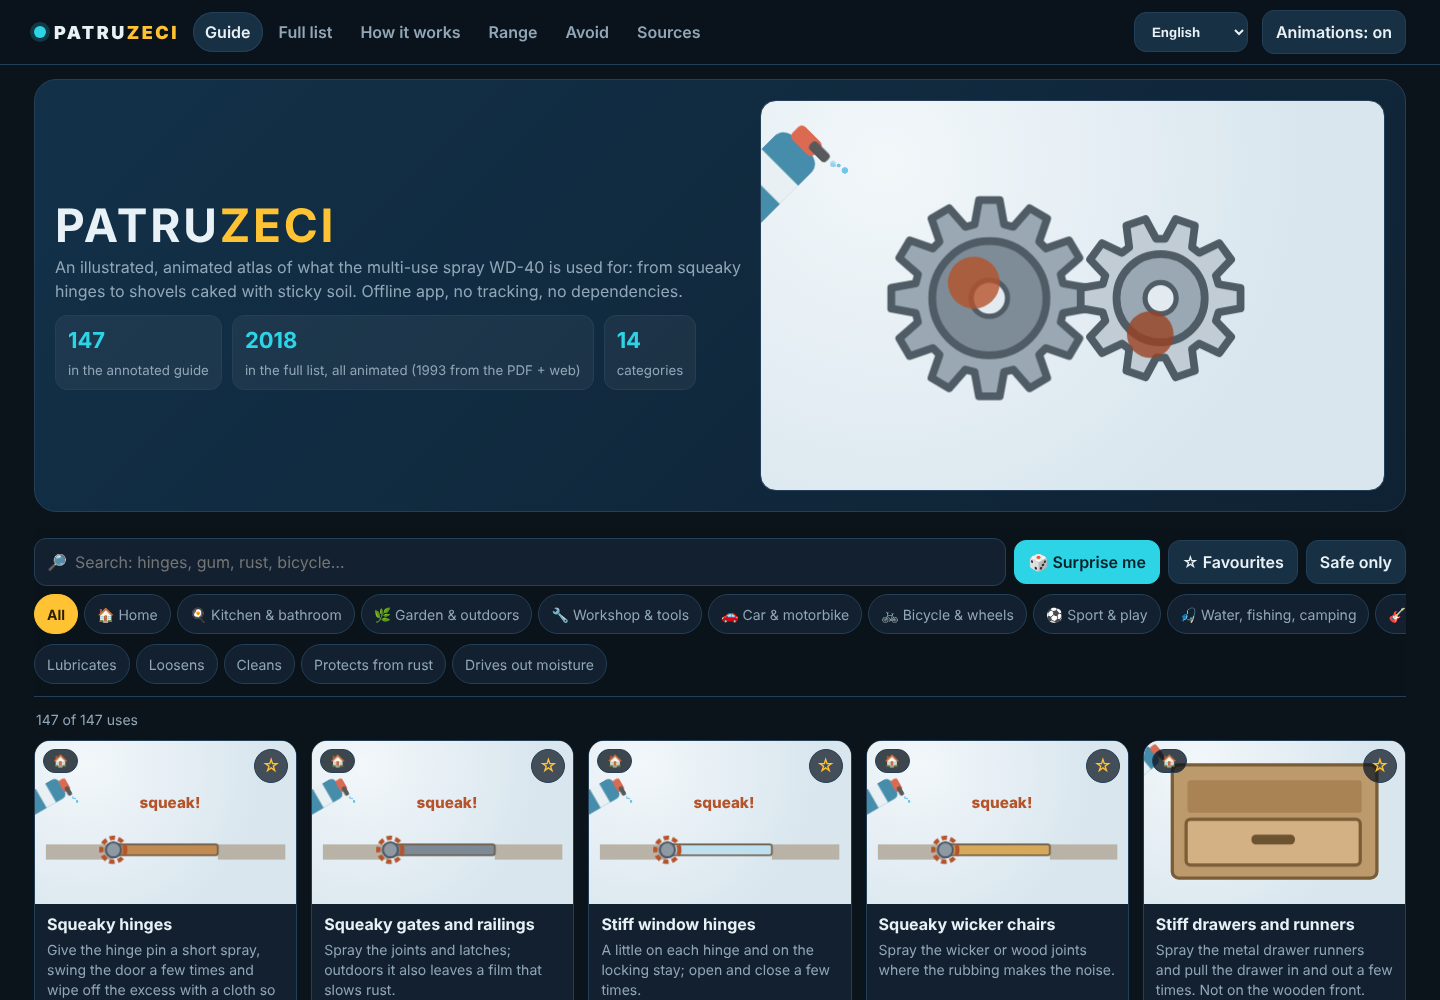 PATRUZECI
Guide
Full list
How it works
Range
Avoid
Sources
English
Animations: on
PATRUZECI
An illustrated, animated atlas of what the multi-use spray WD-40 is used for: from squeaky
hinges to shovels caked with sticky soil. Offline app, no tracking, no dependencies.
147
in the annotated guide
2018
in the full list, all animated (1993 from the PDF + web)
14
categories
Search: hinges, gum, rust, bicycle...
Surprise me
☆ Favourites
Safe only
All
Home
Kitchen & bathroom
Garden & outdoors
Workshop & tools
Car & motorbike
Bicycle & wheels
Sport & play
Water, fishing, camping
Lubricates
Loosens
Cleans
Protects from rust
Drives out moisture
147 of 147 uses
squeak!
squeak!
squeak!
squeak!
Squeaky hinges
Give the hinge pin a short spray,
swing the door a few times and
wipe off the excess with a cloth so
Squeaky gates and railings
Spray the joints and latches;
outdoors it also leaves a film that
slows rust.
Stiff window hinges
A little on each hinge and on the
locking stay; open and close a few
times.
Squeaky wicker chairs
Spray the wicker or wood joints
where the rubbing makes the noise.
Stiff drawers and runners
Spray the metal drawer runners
and pull the drawer in and out a few
times. Not on the wooden front.